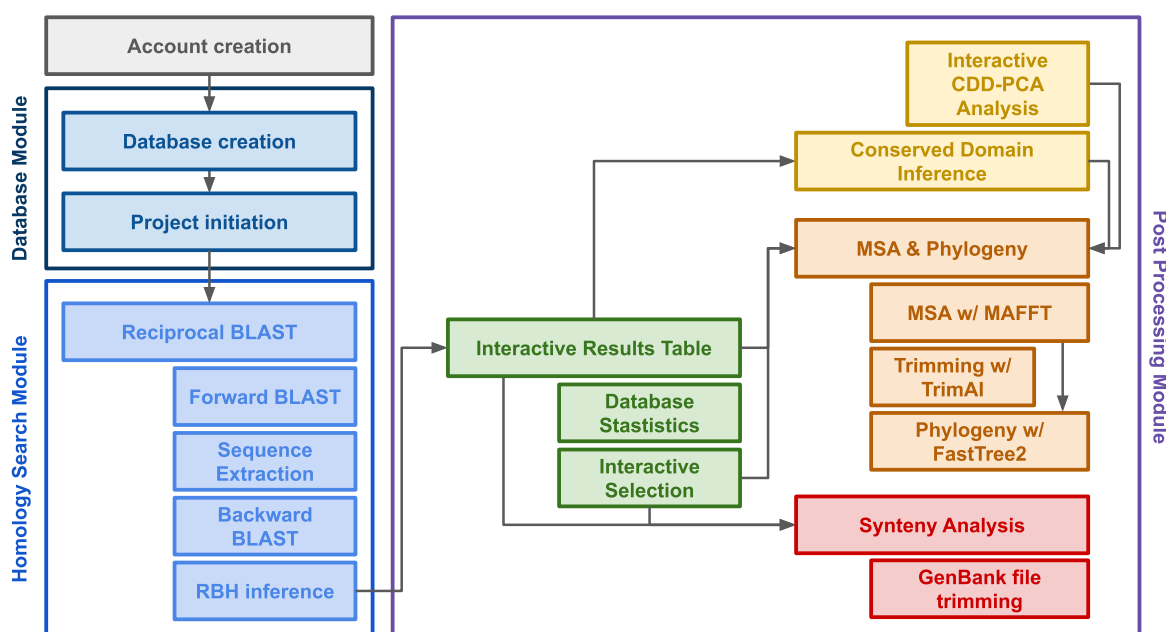 Account creation
Database Module
Database creation
Project initiation
Homology Search Module
Reciprocal BLAST
Forward BLAST
Sequence
Extraction
Backward
BLAST
RBH inference
Interactive Results Table
Database
Stastistics
Interactive
Selection
Interactive
CDD-PCA
Analysis
Conserved Domain
Inference
MSA & Phylogeny
MSA w/ MAFFT
Trimming w/
TrimAl
Phylogeny w/
FastTree2
Synteny Analysis
GenBank file
trimming
Post Processing Module